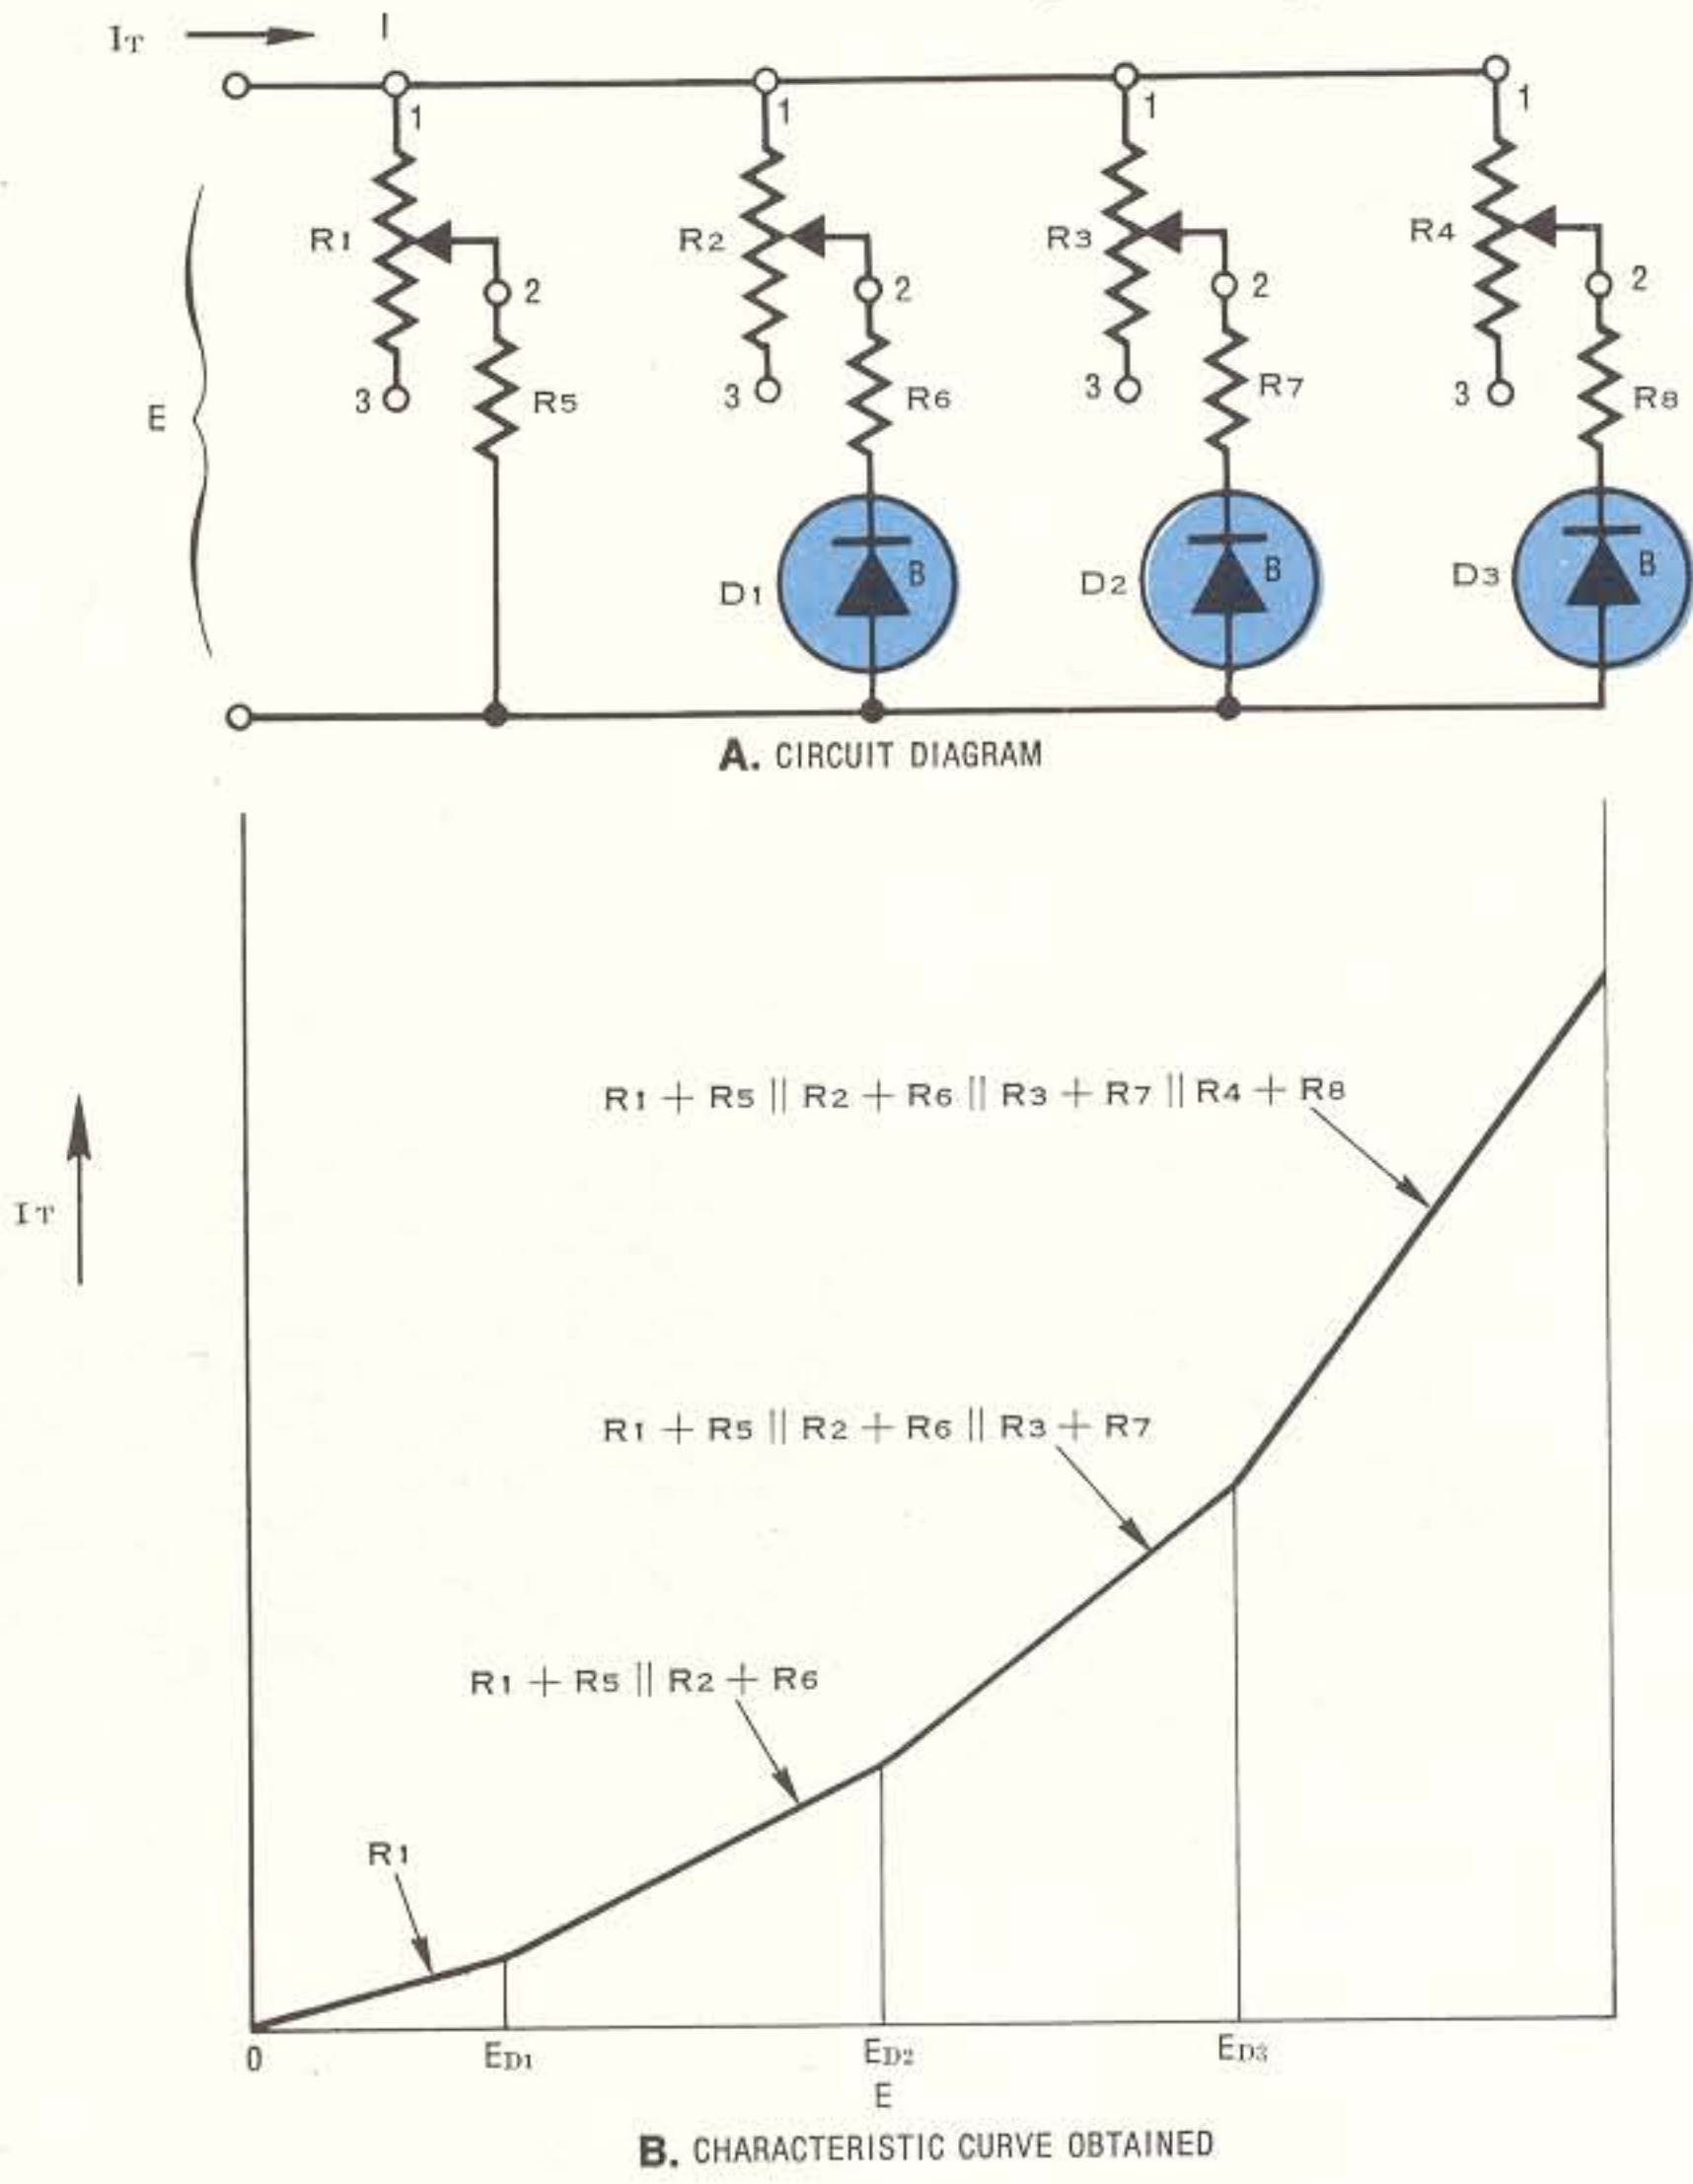 IT
1
1 1 1 1
R1 R2 R3 R4
2 2 2 2
3 3 3 3
R5 R6 R7 R8
E
D1 B D2 B D3 B
A. CIRCUIT DIAGRAM
R1 + R5 || R2 + R6 || R3 + R7 || R4 + R8
IT
R1 + R5 || R2 + R6 || R3 + R7
R1 + R5 || R2 + R6
R1
0 ED1 ED2 ED3
E
B. CHARACTERISTIC CURVE OBTAINED